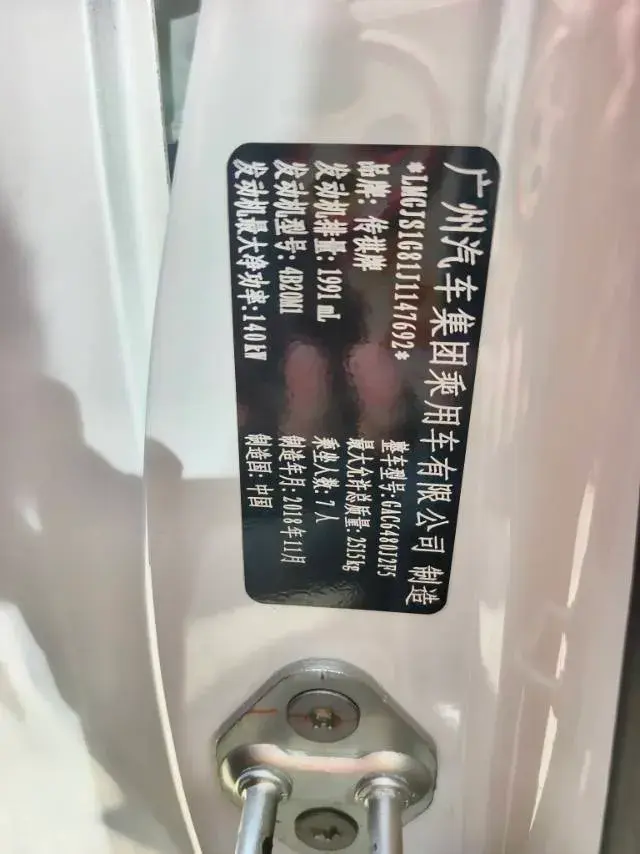 广州汽车集团乘用车有限公司 制造
*LMGJS1G81J1147692*
品牌：传祺牌 整车型号：GAC6480J2F5
发动机排量：1991 mL 最大允许总质量：2515kg
发动机型号：4B20M1 乘坐人数：7人
发动机最大净功率：140kW 制造年月：2018年11月
制造国：中国